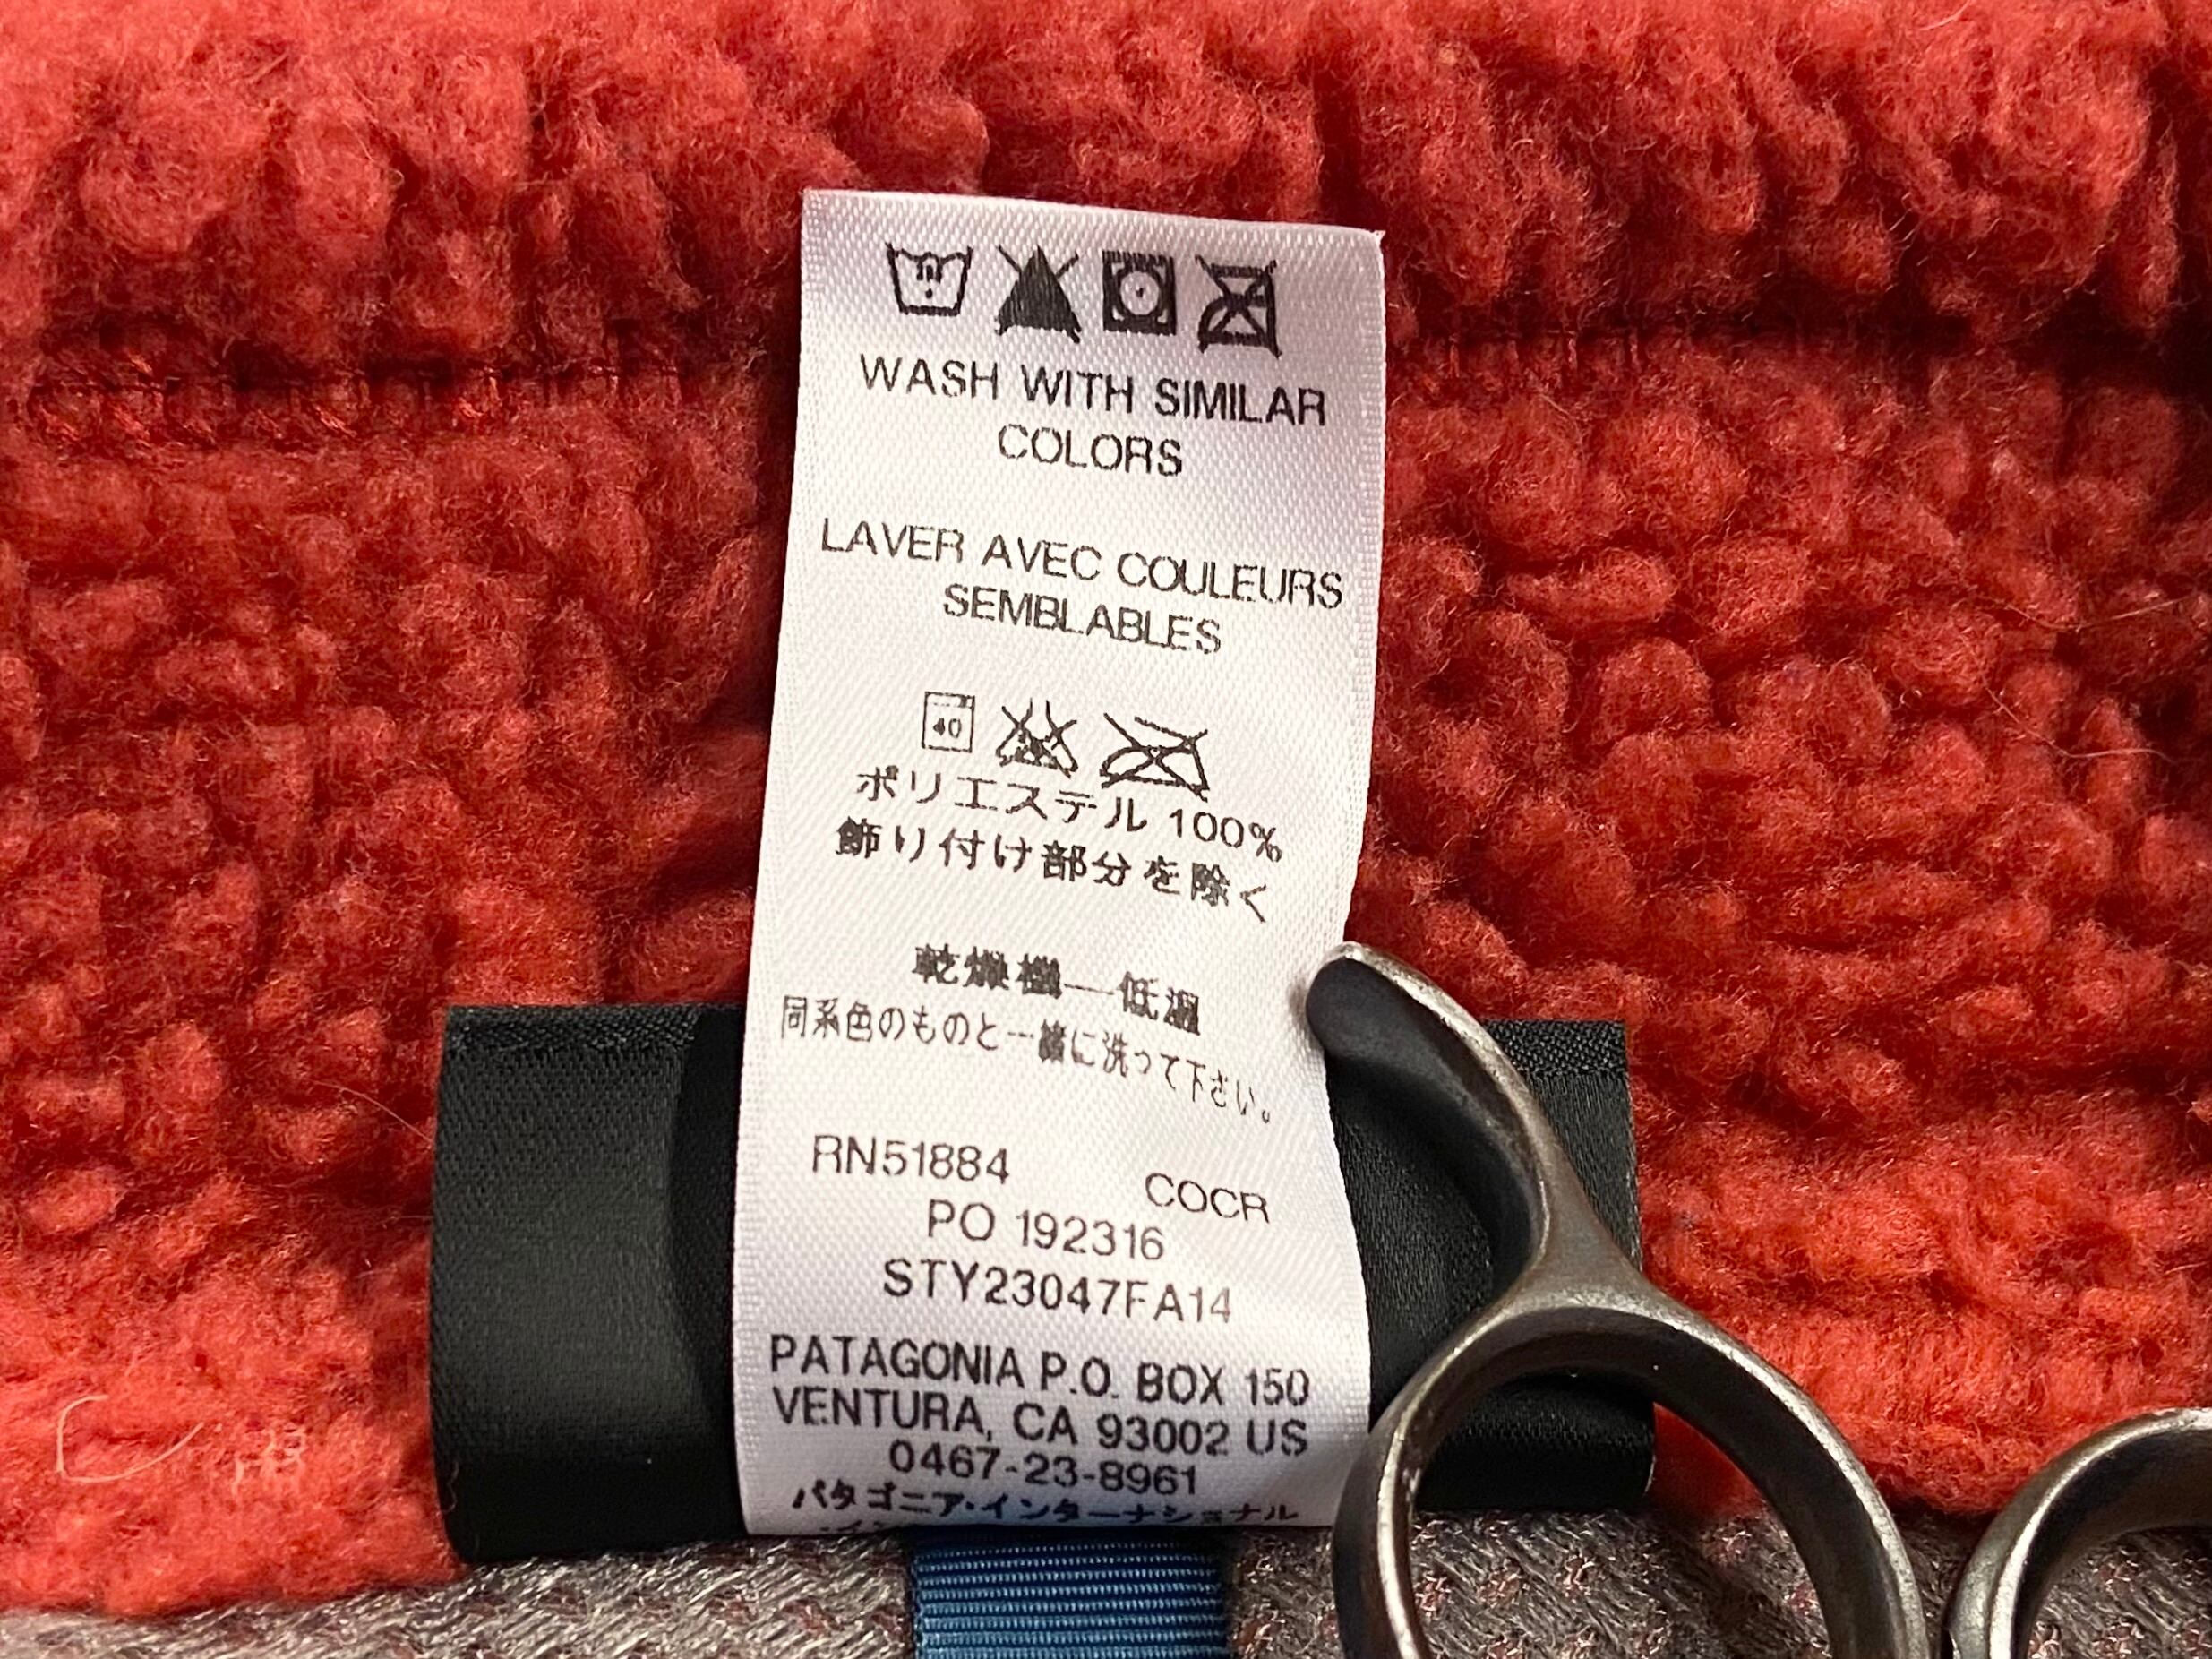 WASH WITH SIMILAR
COLORS
LAVER AVEC COULEURS
SEMBLABLES
40
ポリエステル 100%
飾り付け部分を除く
乾燥機—低温
同系色のものと一緒に洗って下さい。
RN51884 COCR
PO 192316
STY23047FA14
PATAGONIA P.O. BOX 150
VENTURA, CA 93002 US
0467-23-8961
パタゴニア・インターナショナル